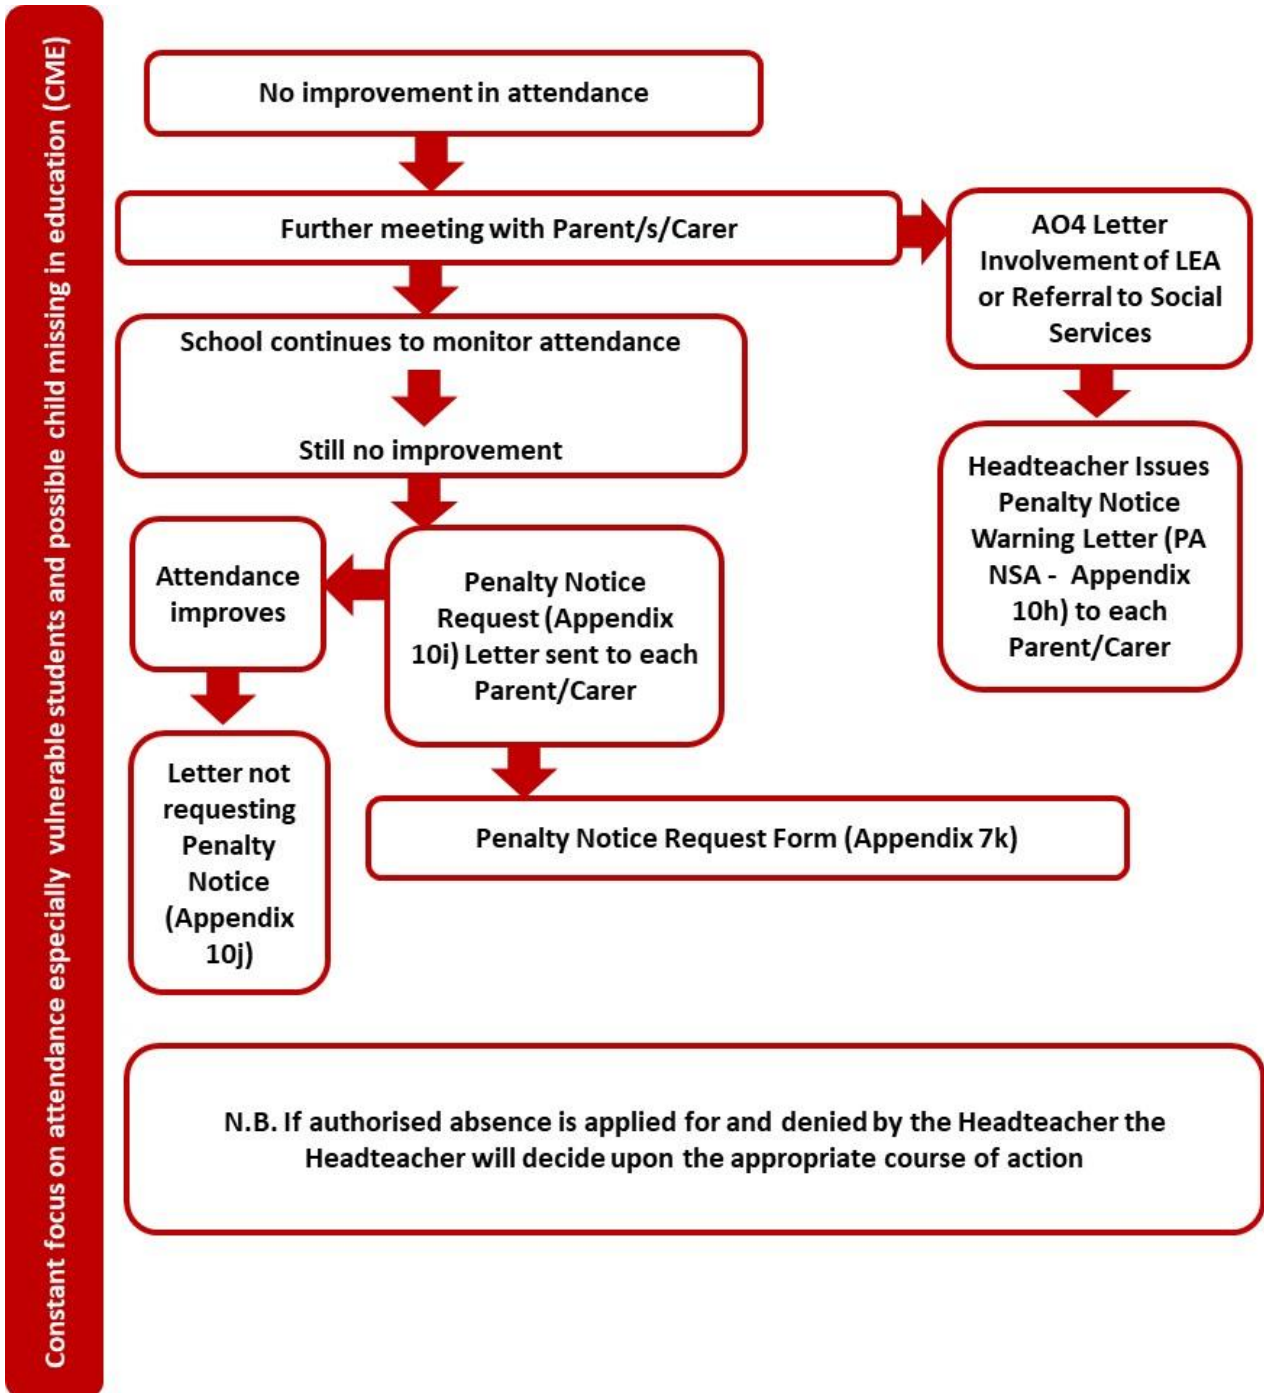 Constant focus on attendance especially vulnerable students and possible child missing in education (CME)
No improvement in attendance
Further meeting with Parent/s/Carer
AO4 Letter
Involvement of LEA
or Referral to Social
Services
School continues to monitor attendance
Still no improvement
Headteacher Issues
Penalty Notice
Warning Letter (PA
NSA - Appendix
10h) to each
Parent/Carer
Attendance
improves
Penalty Notice
Request (Appendix
10i) Letter sent to each
Parent/Carer
Letter not
requesting
Penalty
Notice
(Appendix
10j)
Penalty Notice Request Form (Appendix 7k)
N.B. If authorised absence is applied for and denied by the Headteacher the
Headteacher will decide upon the appropriate course of action